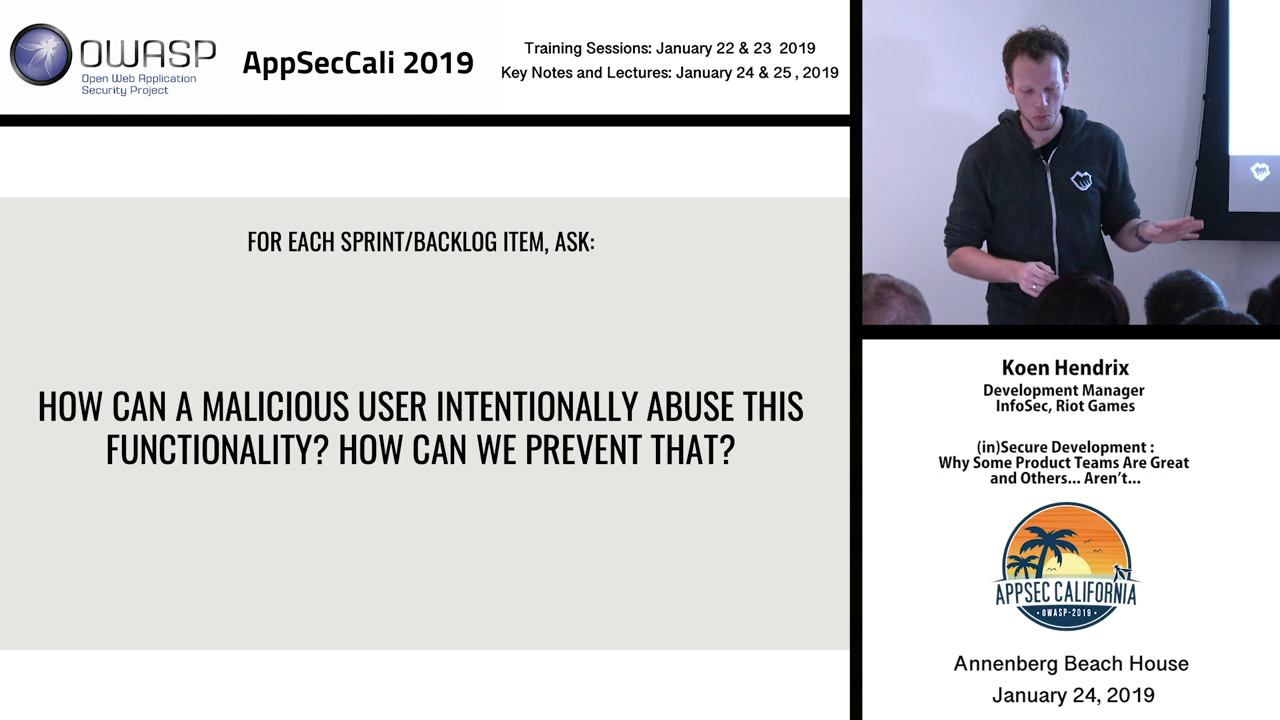 OWASP
Open Web Application
Security Project
AppSecCali 2019
Training Sessions: January 22 & 23 2019
Key Notes and Lectures: January 24 & 25 , 2019
FOR EACH SPRINT/BACKLOG ITEM, ASK:
HOW CAN A MALICIOUS USER INTENTIONALLY ABUSE THIS
FUNCTIONALITY? HOW CAN WE PREVENT THAT?
Koen Hendrix
Development Manager
InfoSec, Riot Games
(in)Secure Development :
Why Some Product Teams Are Great
and Others... Aren't...
APPSEC CALIFORNIA
• OWASP-2019 •
Annenberg Beach House
January 24, 2019